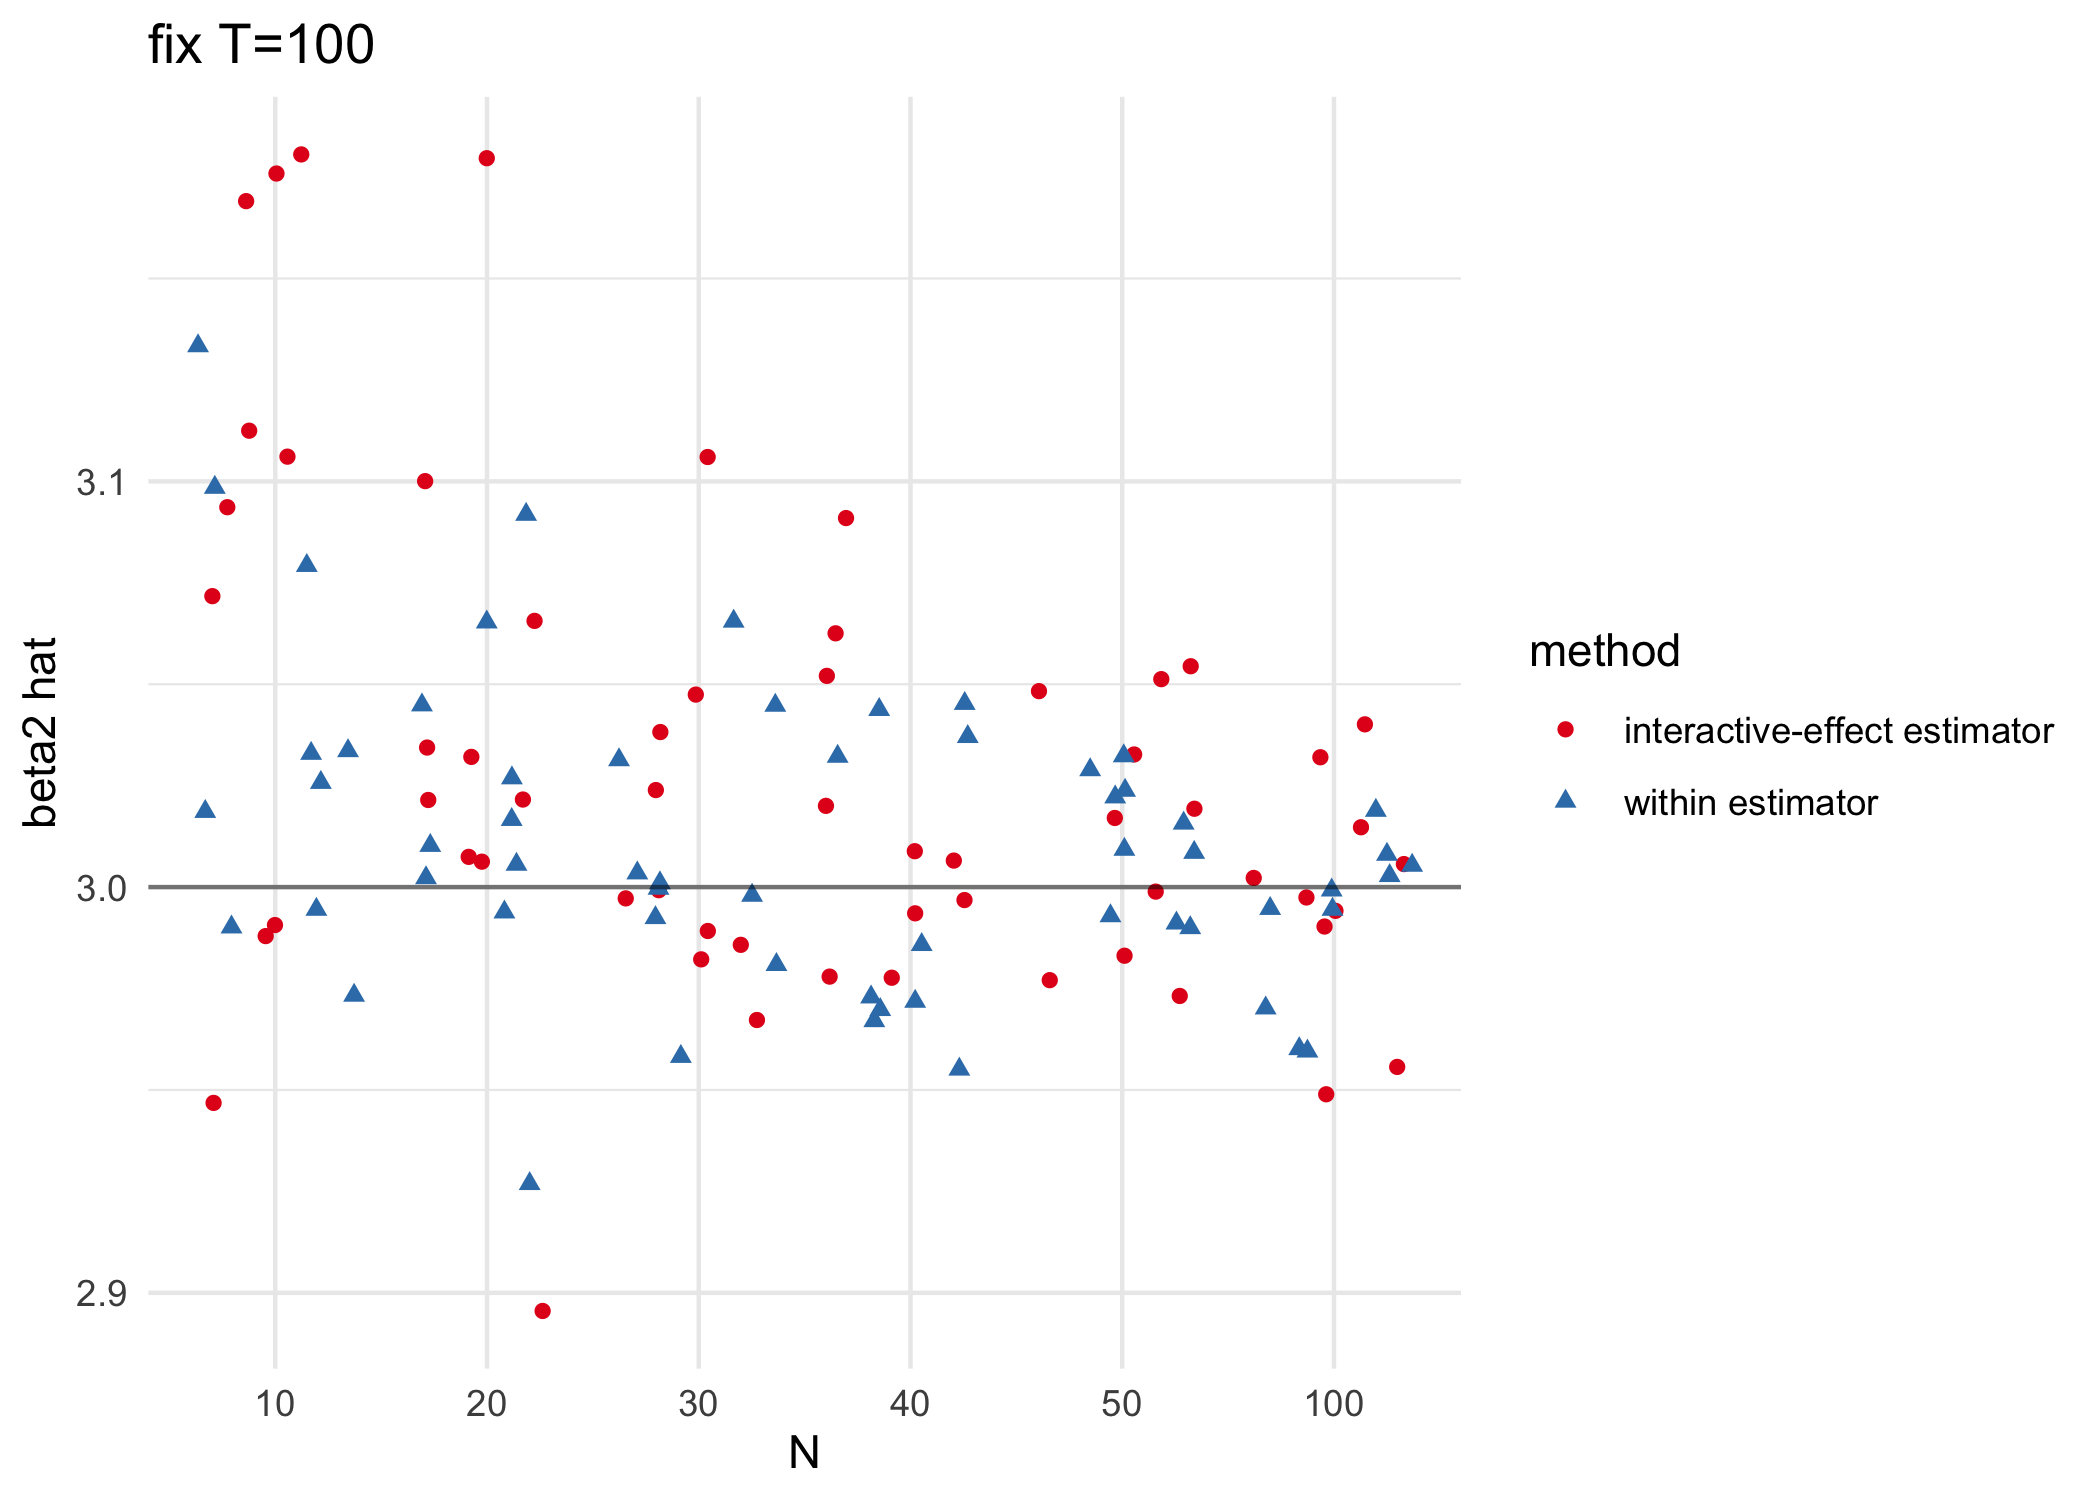 fix T=100
beta2 hat
3.1
3.0
2.9
10 20 30 40 50 100
N
method
interactive-effect estimator
within estimator